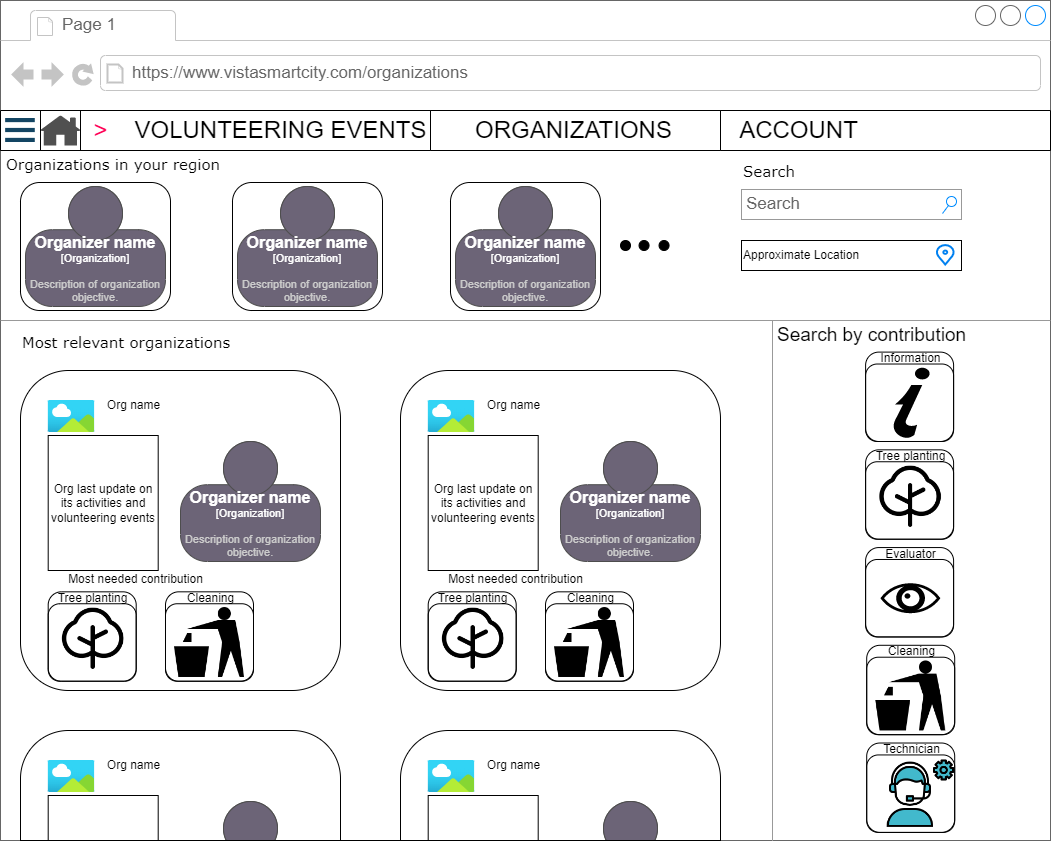 Page 1
https://www.vistasmartcity.com/organizations
> VOLUNTEERING EVENTS ORGANIZATIONS ACCOUNT
Organizations in your region
Organizer name
[Organization]
Description of organization
objective.
Organizer name
[Organization]
Description of organization
objective.
Organizer name
[Organization]
Description of organization
objective.
Search
Search
Approximate Location
Most relevant organizations
Org name
Org last update on
its activities and
volunteering events
Organizer name
[Organization]
Description of organization
objective.
Most needed contribution
Tree planting
Cleaning
Org name
Org last update on
its activities and
volunteering events
Organizer name
[Organization]
Description of organization
objective.
Most needed contribution
Tree planting
Cleaning
Org name
Org name
Search by contribution
Information
Tree planting
Evaluator
Cleaning
Technician